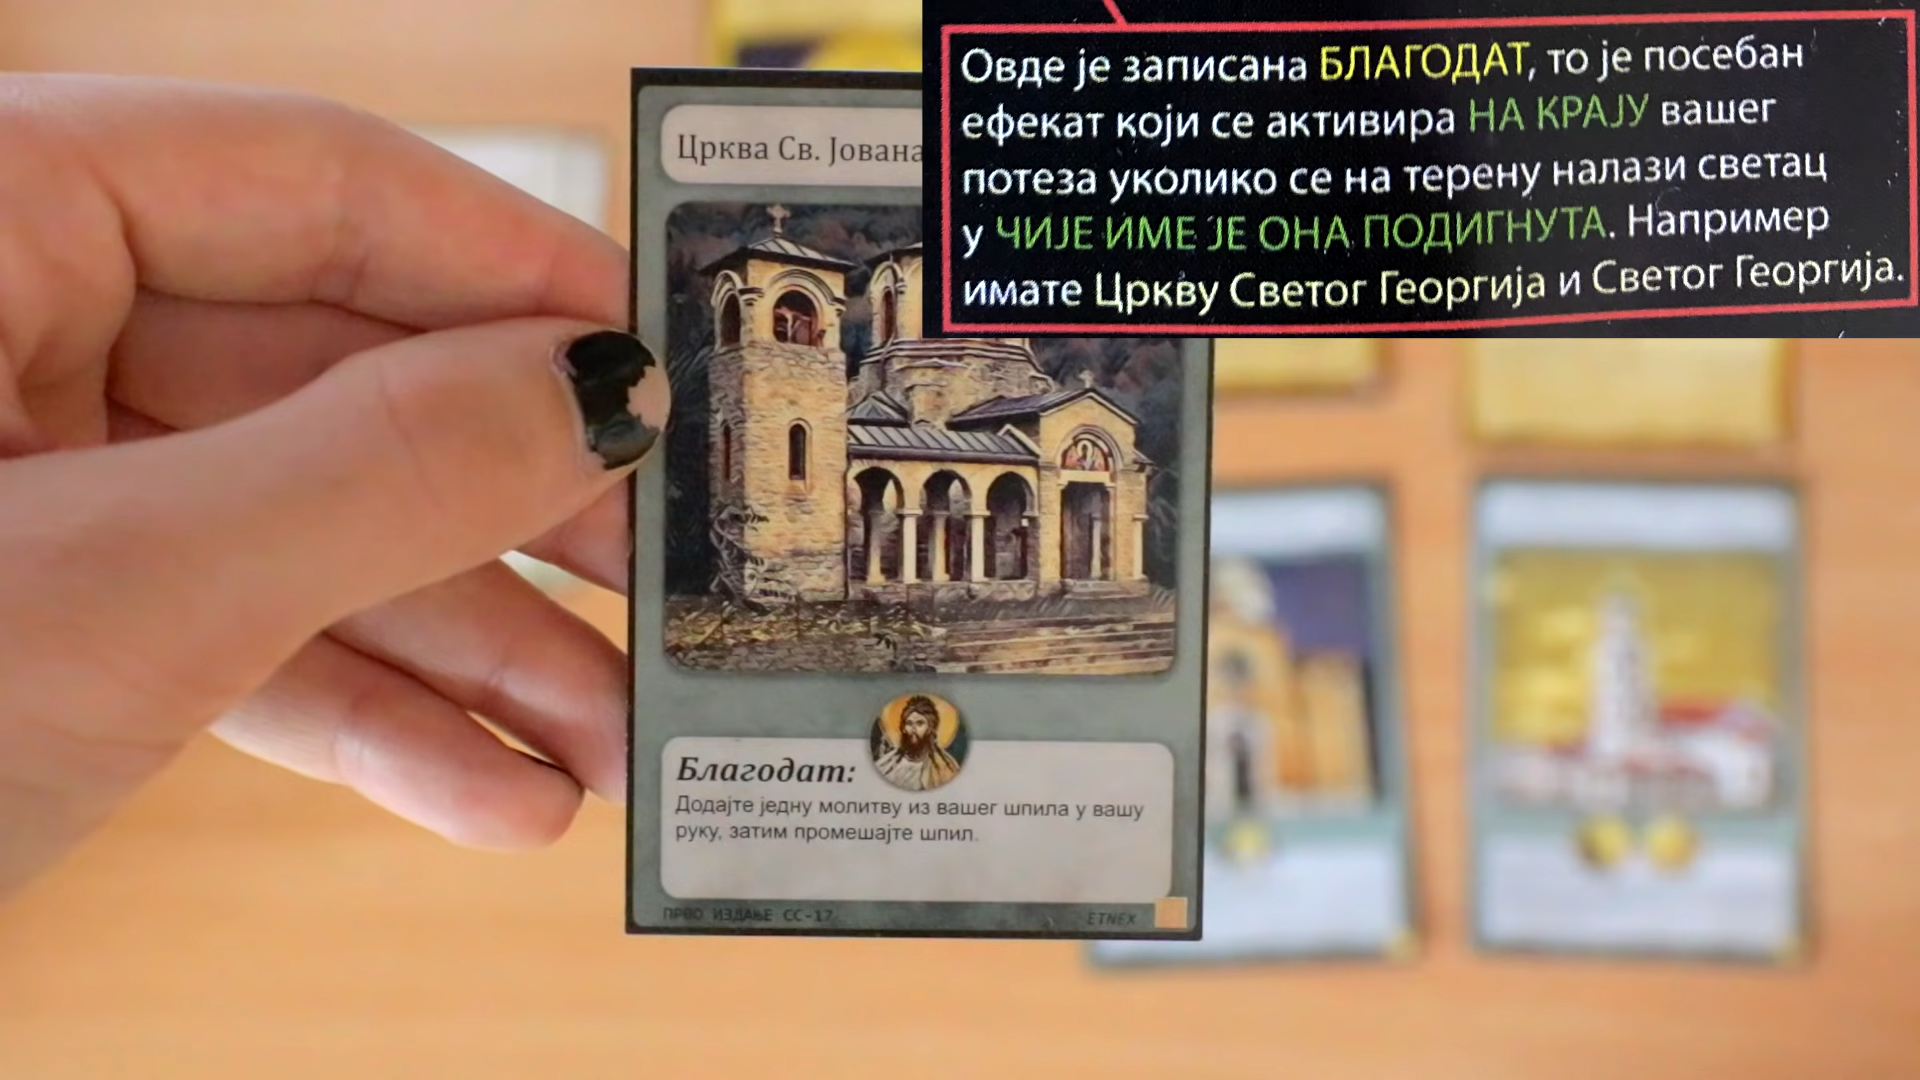 Овде је записана БЛАГОДАТ, то је посебан
ефекат који се активира НА КРАЈУ вашег
потеза уколико се на терену налази светац
у ЧИЈЕ ИМЕ ЈЕ ОНА ПОДИГНУТА. Например
имате Цркву Светог Георгија и Светог Георгија.
Црква Св. Јована
Благодат:
Додајте једну молитву из вашег шпила у вашу
руку, затим промешајте шпил.
ПРВО ИЗДАЊЕ СС-17
ETNEX